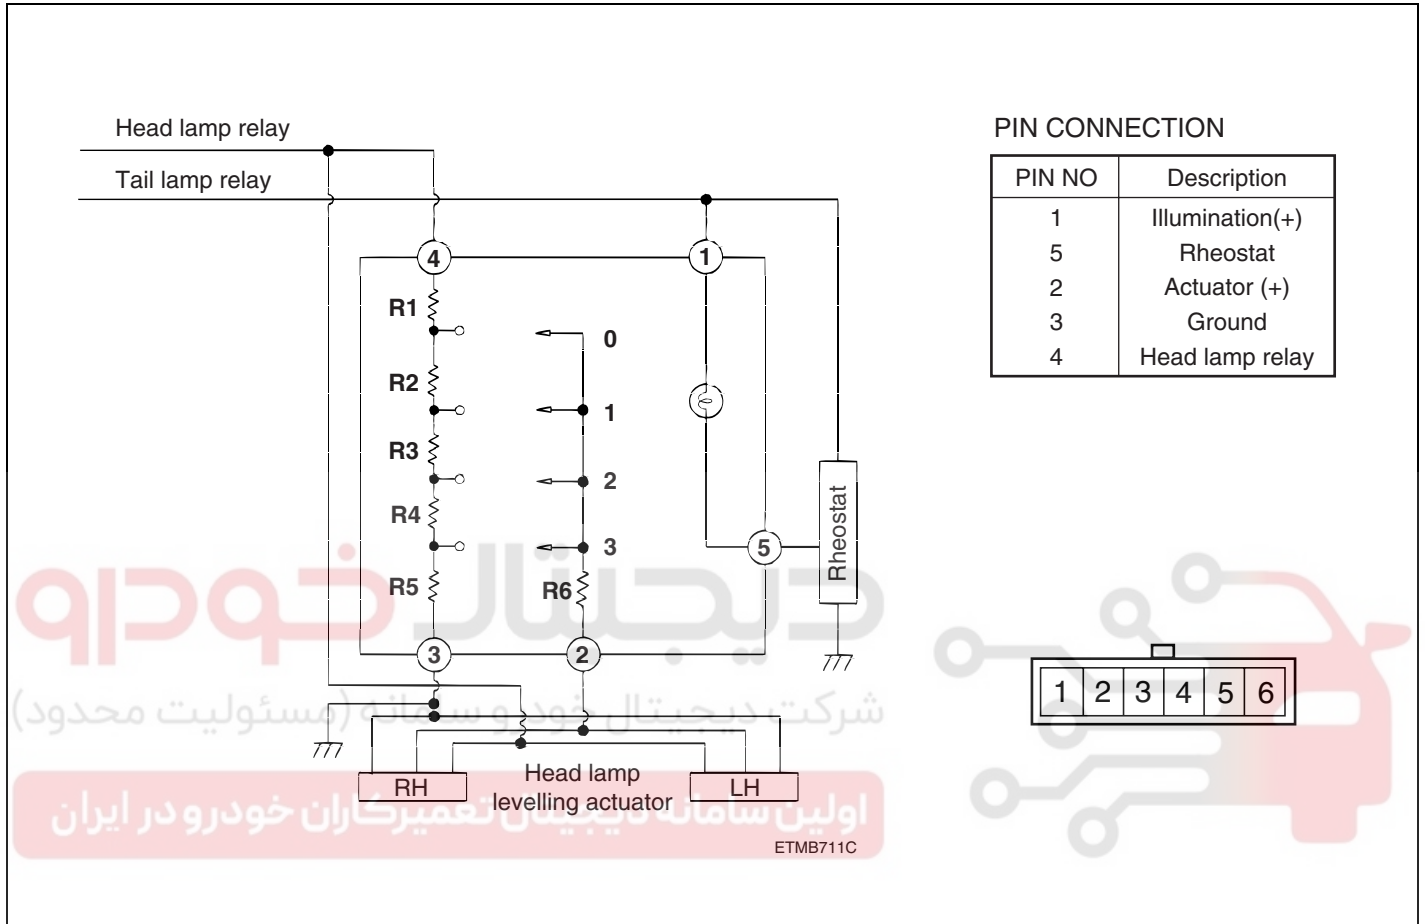 Head lamp relay
Tail lamp relay
4
1
R1
R2
R3
R4
R5
0
1
2
3
R6
5
Rheostat
3
2
RH
Head lamp
levelling actuator
LH
ETMB711C
PIN CONNECTION
PIN NO Description
1 Illumination(+)
5 Rheostat
2 Actuator (+)
3 Ground
4 Head lamp relay
1 2 3 4 5 6
دیجیتال خودرو
شرکت دیجیتال خودرو سامانه (مسئولیت محدود)
اولین سامانه دیجیتال تعمیرکاران خودرو در ایران